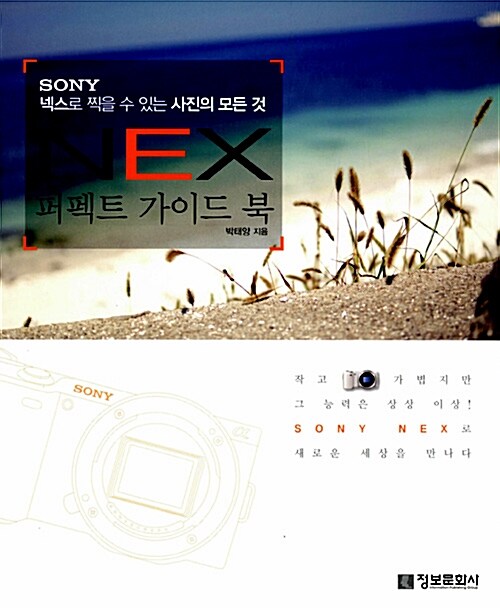 SONY
넥스로 찍을 수 있는 사진의 모든 것
NEX
퍼펙트 가이드 북
박태양 지음
작고 가볍지만
그 능력은 상상 이상!
SONY NEX로
새로운 세상을 만나다
SONY
α
정보문화사
Information Publishing Group